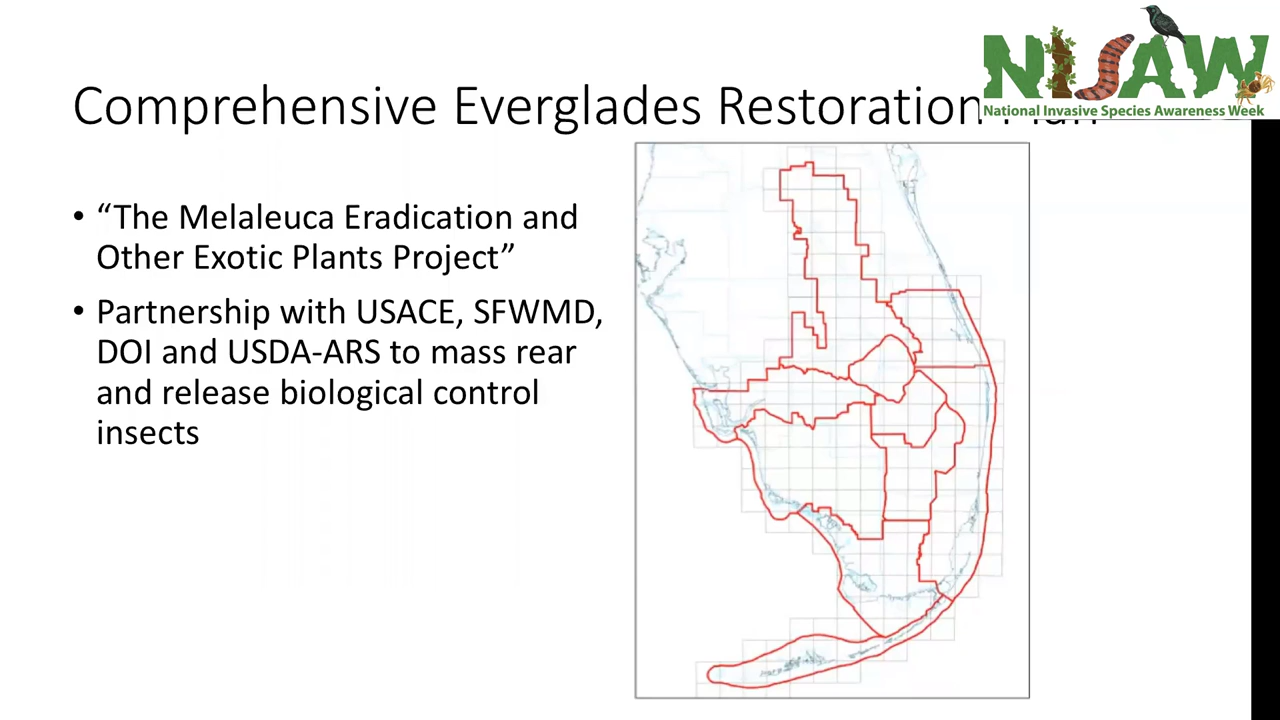 NISAW
National Invasive Species Awareness Week
Comprehensive Everglades Restoration
• “The Melaleuca Eradication and
Other Exotic Plants Project”
• Partnership with USACE, SFWMD,
DOI and USDA-ARS to mass rear
and release biological control
insects